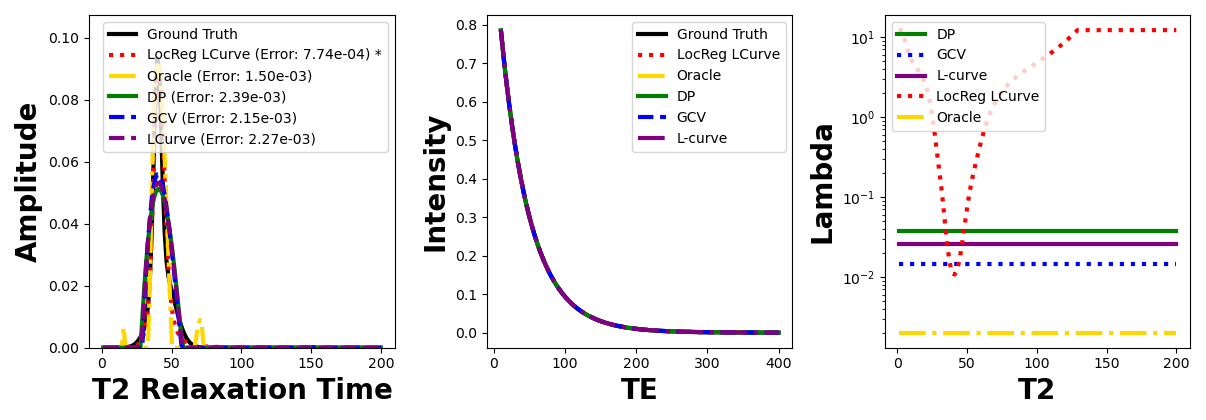 Amplitude
0.10
0.08
0.06
0.04
0.02
0.00
Ground Truth
LocReg LCurve (Error: 7.74e-04) *
Oracle (Error: 1.50e-03)
DP (Error: 2.39e-03)
GCV (Error: 2.15e-03)
LCurve (Error: 2.27e-03)
0 50 100 150 200
T2 Relaxation Time
Intensity
0.8
0.7
0.6
0.5
0.4
0.3
0.2
0.1
0.0
Ground Truth
LocReg LCurve
Oracle
DP
GCV
L-curve
0 100 200 300 400
TE
Lambda
10¹
10⁰
10⁻¹
10⁻²
DP
GCV
L-curve
LocReg LCurve
Oracle
0 50 100 150 200
T2